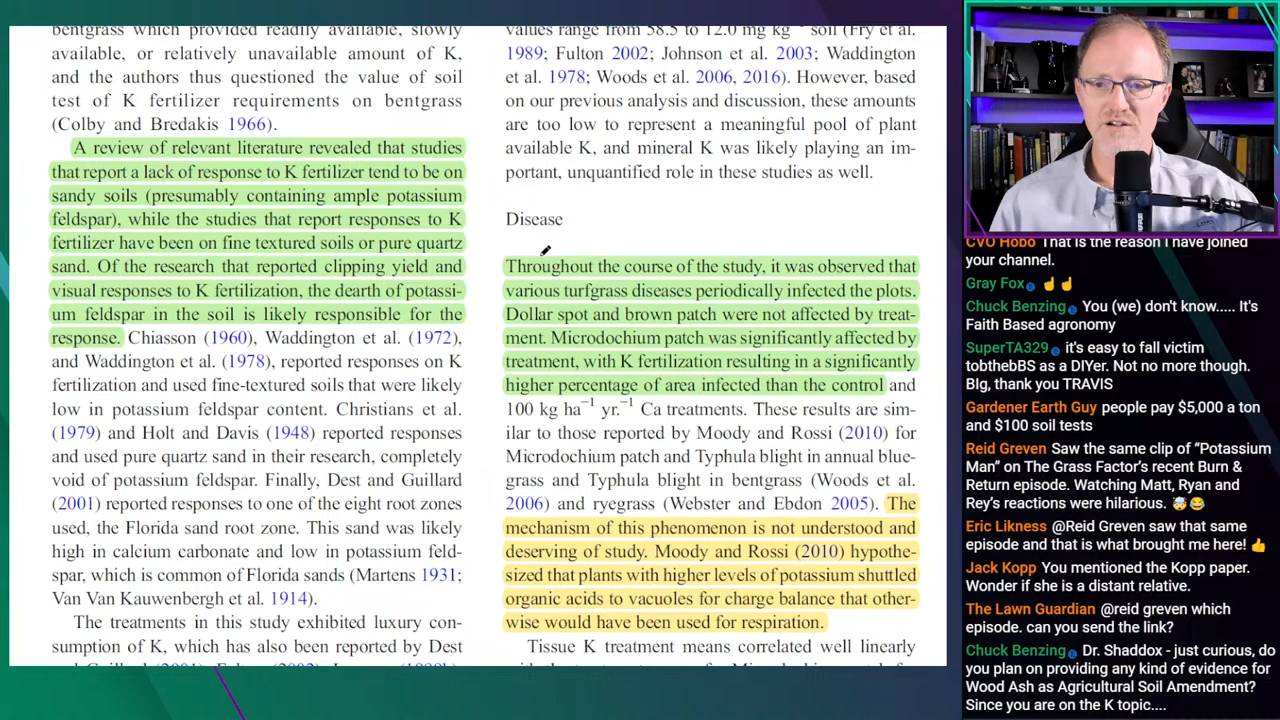 bentgrass which provided readily available, slowly
available, or relatively unavailable amount of K,
and the authors thus questioned the value of soil
test of K fertilizer requirements on bentgrass
(Colby and Bredakis 1966).
A review of relevant literature revealed that studies
that report a lack of response to K fertilizer tend to be on
sandy soils (presumably containing ample potassium
feldspar), while the studies that report responses to K
fertilizer have been on fine textured soils or pure quartz
sand. Of the research that reported clipping yield and
visual responses to K fertilization, the dearth of potassi-
um feldspar in the soil is likely responsible for the
response. Chiasson (1960), Waddington et al. (1972),
and Waddington et al. (1978), reported responses on K
fertilization and used fine-textured soils that were likely
low in potassium feldspar content. Christians et al.
(1979) and Holt and Davis (1948) reported responses
and used pure quartz sand in their research, completely
void of potassium feldspar. Finally, Dest and Guillard
(2001) reported responses to one of the eight root zones
used, the Florida sand root zone. This sand was likely
high in calcium carbonate and low in potassium feld-
spar, which is common of Florida sands (Martens 1931;
Van Van Kauwenbergh et al. 1914).
The treatments in this study exhibited luxury con-
sumption of K, which has also been reported by Dest
values range from 58.5 to 12.0 mg kg⁻¹ soil (Fry et al.
1989; Fulton 2002; Johnson et al. 2003; Waddington
et al. 1978; Woods et al. 2006, 2016). However, based
on our previous analysis and discussion, these amounts
are too low to represent a meaningful pool of plant
available K, and mineral K was likely playing an im-
portant, unquantified role in these studies as well.
Disease
Throughout the course of the study, it was observed that
various turfgrass diseases periodically infected the plots.
Dollar spot and brown patch were not affected by treat-
ment. Microdochium patch was significantly affected by
treatment, with K fertilization resulting in a significantly
higher percentage of area infected than the control and
100 kg ha⁻¹ yr.⁻¹ Ca treatments. These results are sim-
ilar to those reported by Moody and Rossi (2010) for
Microdochium patch and Typhula blight in annual blue-
grass and Typhula blight in bentgrass (Woods et al.
2006) and ryegrass (Webster and Ebdon 2005). The
mechanism of this phenomenon is not understood and
deserving of study. Moody and Rossi (2010) hypothe-
sized that plants with higher levels of potassium shuttled
organic acids to vacuoles for charge balance that other-
wise would have been used for respiration.
Tissue K treatment means correlated well linearly
CVO Hobo That is the reason I have joined
your channel.
Gray Fox ☝️☝️
Chuck Benzing You (we) don't know..... It's
Faith Based agronomy
SuperTA329 it's easy to fall victim
tobthebBS as a DIYer. Not no more though.
BIg, thank you TRAVIS
Gardener Earth Guy people pay $5,000 a ton
and $100 soil tests
Reid Greven Saw the same clip of “Potassium
Man” on The Grass Factor’s recent Burn &
Return episode. Watching Matt, Ryan and
Rey’s reactions were hilarious. 🤯😂
Eric Likness @Reid Greven saw that same
episode and that is what brought me here! 👍
Jack Kopp You mentioned the Kopp paper.
Wonder if she is a distant relative.
The Lawn Guardian @reid greven which
episode. can you send the link?
Chuck Benzing Dr. Shaddox - just curious, do
you plan on providing any kind of evidence for
Wood Ash as Agricultural Soil Amendment?
Since you are on the K topic....